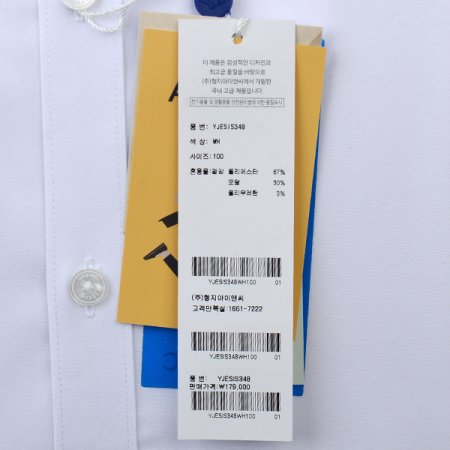 이 제품은 감성적인 디자인과
최고급 품질을 바탕으로
(주)형지아이앤씨에서 개발한
국내 고급 제품입니다.
전기용품 및 생활용품 안전관리법에 의한 품질표시
품 번: YJESIS348
색 상: WH
사이즈: 100
혼용율:겉감 폴리에스터 67%
모달 30%
폴리우레탄 3%
YJESIS348WH100 01
(주)형지아이앤씨
고객만족실:1661-7222
YJESIS348WH100 01
품 번: YJESIS348
판매가격:₩179,000
YJESIS348WH100 01